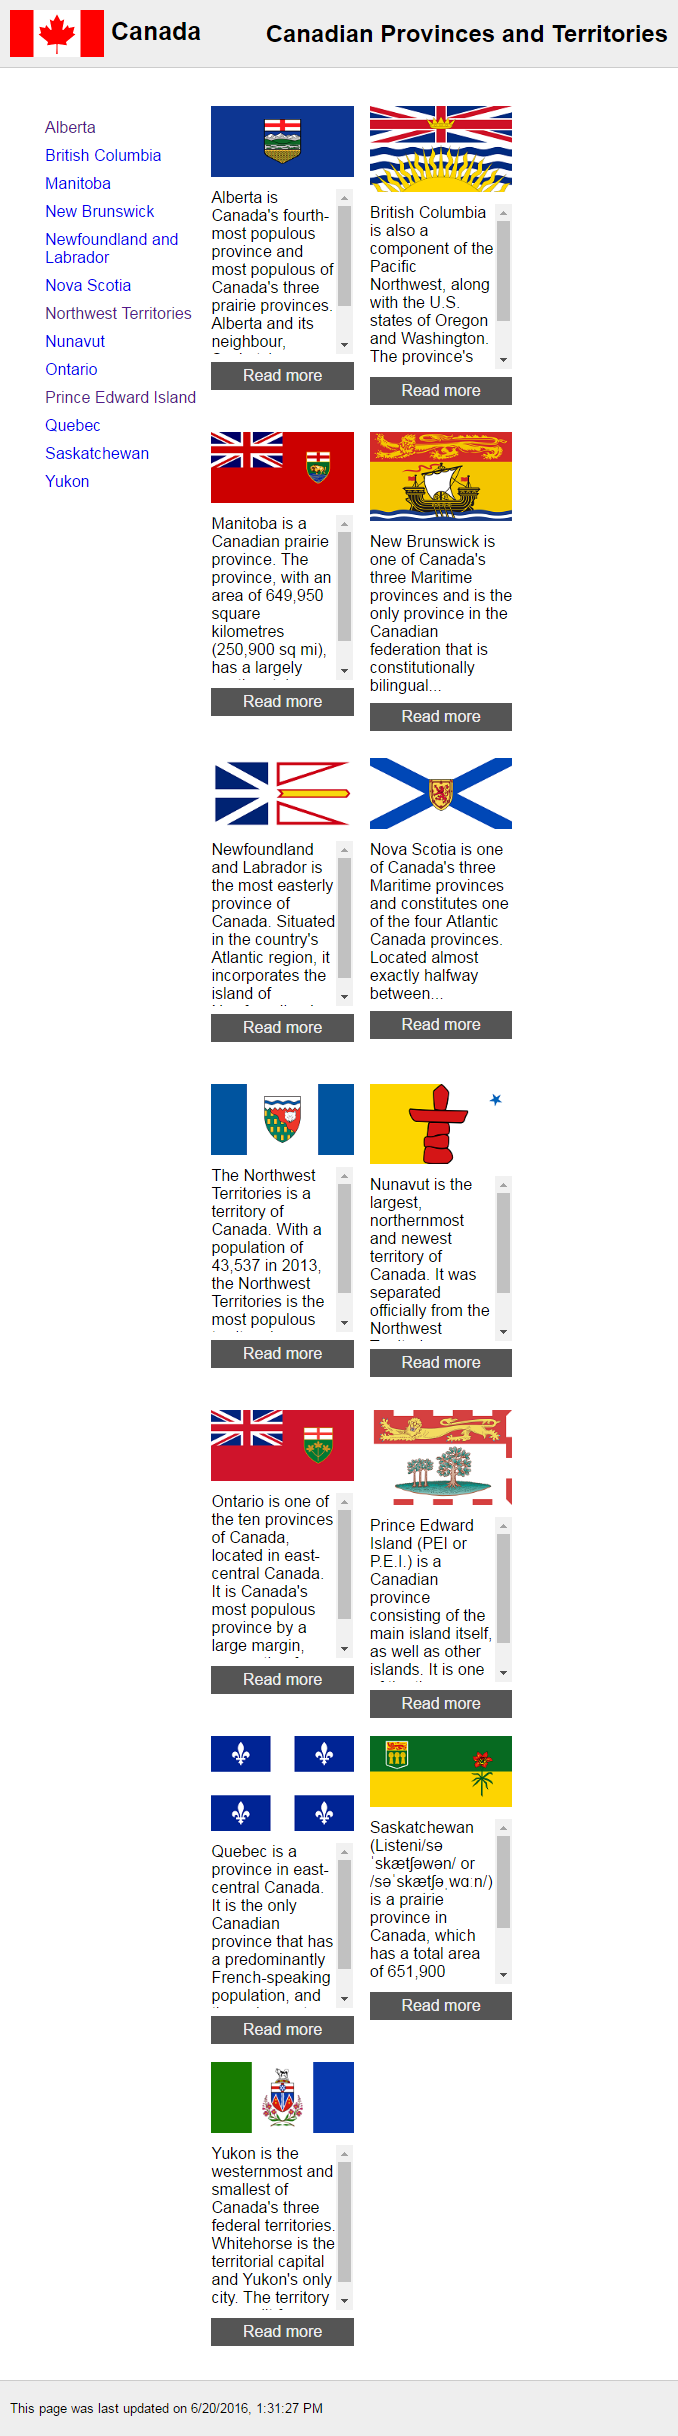 Canada
Canadian Provinces and Territories
Alberta
British Columbia
Manitoba
New Brunswick
Newfoundland and
Labrador
Nova Scotia
Northwest Territories
Nunavut
Ontario
Prince Edward Island
Quebec
Saskatchewan
Yukon
Alberta is
Canada's fourth-
most populous
province and
most populous of
Canada's three
prairie provinces.
Alberta and its
neighbour,
Read more
British Columbia
is also a
component of the
Pacific
Northwest, along
with the U.S.
states of Oregon
and Washington.
The province's
Read more
Manitoba is a
Canadian prairie
province. The
province, with an
area of 649,950
square
kilometres
(250,900 sq mi),
has a largely
Read more
New Brunswick is
one of Canada's
three Maritime
provinces and is the
only province in the
Canadian
federation that is
constitutionally
bilingual...
Read more
Newfoundland
and Labrador is
the most easterly
province of
Canada. Situated
in the country's
Atlantic region, it
incorporates the
island of
Read more
Nova Scotia is one
of Canada's three
Maritime provinces
and constitutes one
of the four Atlantic
Canada provinces.
Located almost
exactly halfway
between...
Read more
The Northwest
Territories is a
territory of
Canada. With a
population of
43,537 in 2013,
the Northwest
Territories is the
most populous
Read more
Nunavut is the
largest,
northernmost
and newest
territory of
Canada. It was
separated
officially from the
Northwest
Read more
Ontario is one of
the ten provinces
of Canada,
located in east-
central Canada.
It is Canada's
most populous
province by a
large margin,
Read more
Prince Edward
Island (PEI or
P.E.I.) is a
Canadian
province
consisting of the
main island itself,
as well as other
islands. It is one
Read more
Quebec is a
province in east-
central Canada.
It is the only
Canadian
province that has
a predominantly
French-speaking
population, and
Read more
Saskatchewan
(Listeni/sə
ˈskætʃəwən/ or
/səˈskætʃəˌwɑːn/)
is a prairie
province in
Canada, which
has a total area
of 651,900
Read more
Yukon is the
westernmost and
smallest of
Canada's three
federal territories.
Whitehorse is the
territorial capital
and Yukon's only
city. The territory
Read more
This page was last updated on 6/20/2016, 1:31:27 PM